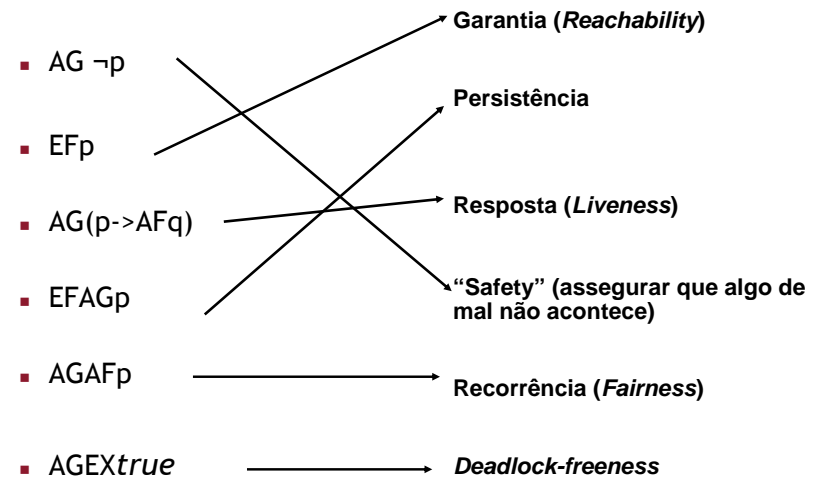 Garantia (Reachability)
AG ¬p
Persistência
EFp
Resposta (Liveness)
AG(p->AFq)
“Safety” (assegurar que algo de
mal não acontece)
EFAGp
AGAFp
Recorrência (Fairness)
AGEXtrue
Deadlock-freeness